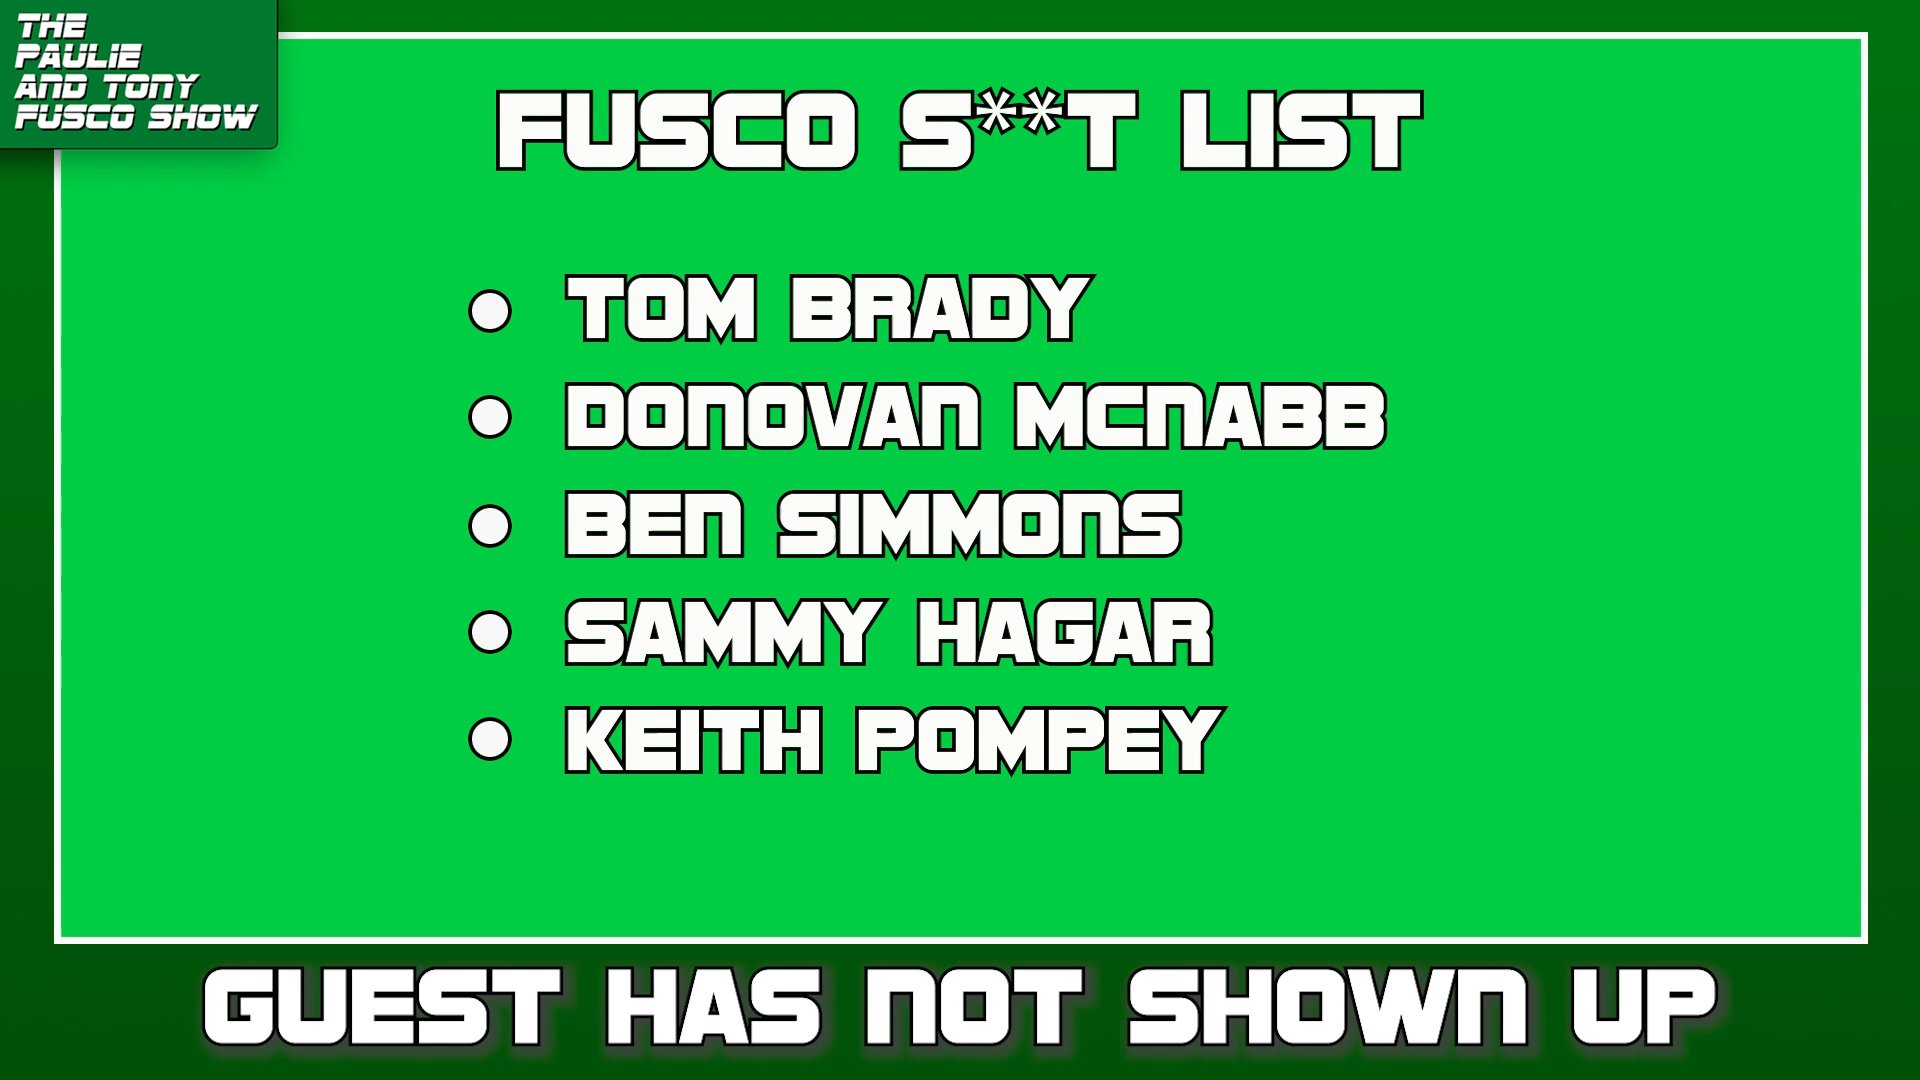 THE
PAULIE
AND TONY
FUSCO SHOW
FUSCO S**T LIST
TOM BRADY
DONOVAN MCNABB
BEN SIMMONS
SAMMY HAGAR
KEITH POMPEY
GUEST HAS NOT SHOWN UP